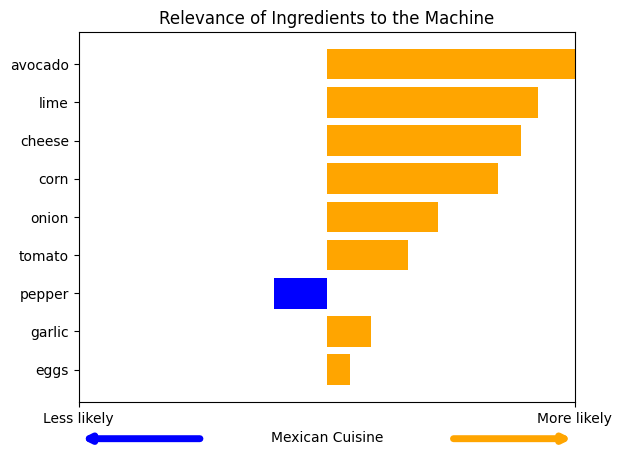 Relevance of Ingredients to the Machine
avocado
lime
cheese
corn
onion
tomato
pepper
garlic
eggs
Less likely
More likely
Mexican Cuisine